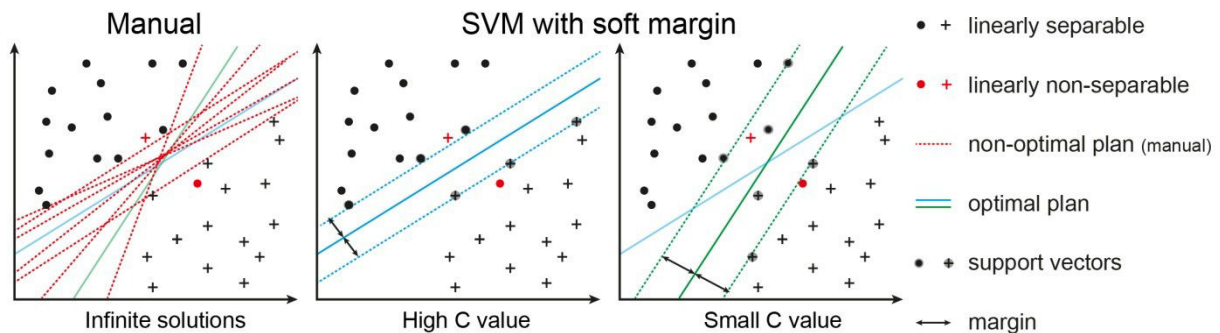 Manual
SVM with soft margin
Infinite solutions
High C value
Small C value
linearly separable
linearly non-separable
non-optimal plan (manual)
optimal plan
support vectors
margin